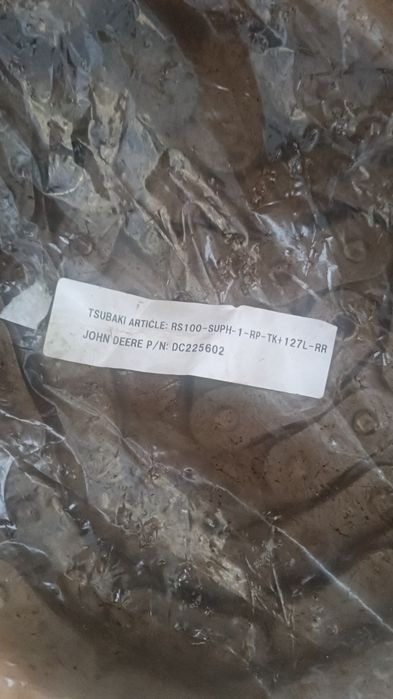 TSUBAKI ARTICLE: RS100-SUPH-1-RP-TK+127L-RR
JOHN DEERE P/N: DC225602